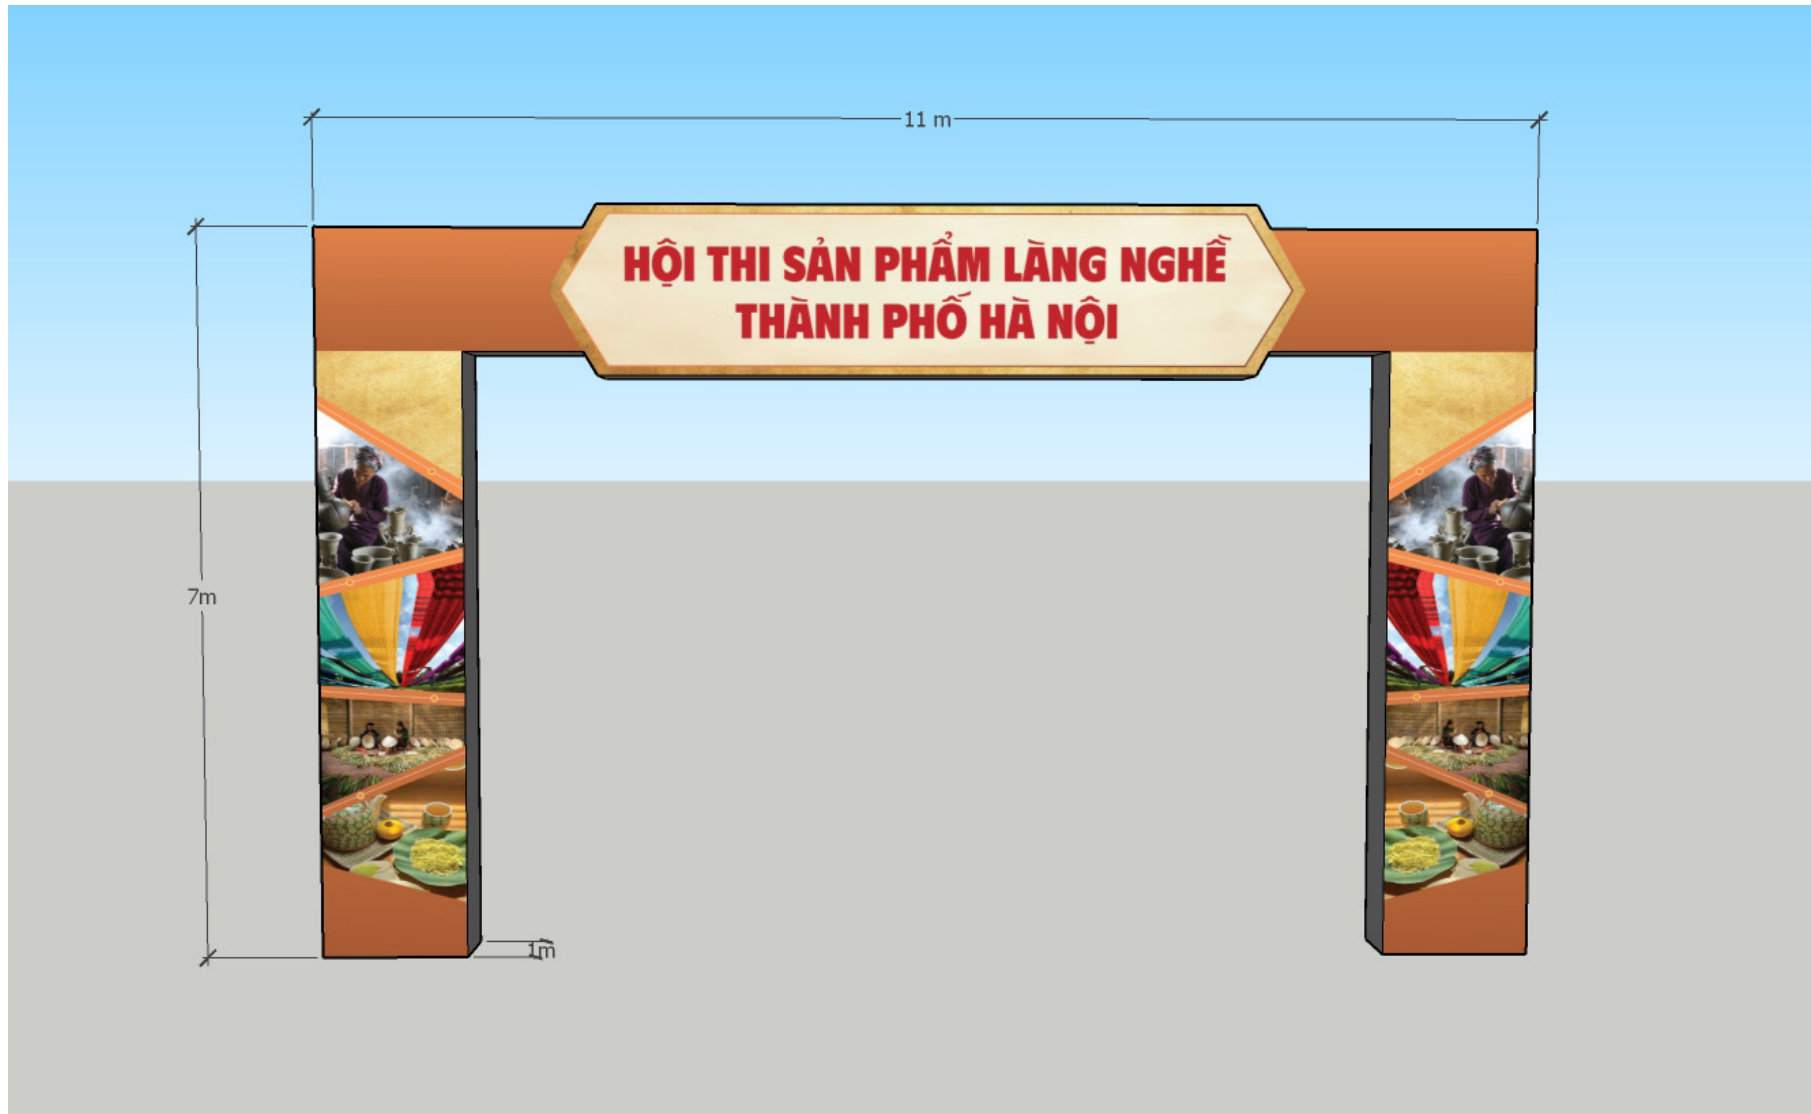 11 m
HỘI THI SẢN PHẨM LÀNG NGHỀ
THÀNH PHỐ HÀ NỘI
7m
1m